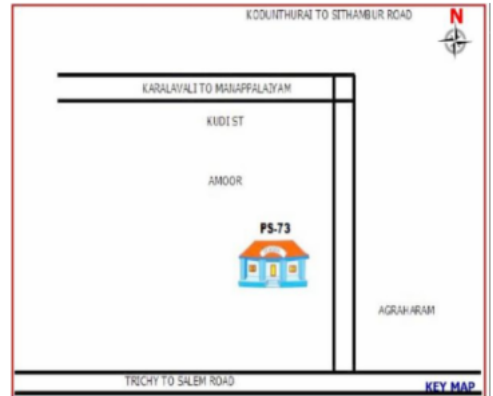 KODUNTHURAI TO SITHAMBUR ROAD
N
KARALAVALI TO MANAPPALAIYAM
KUDI ST
AMOOR
PS-73
AGRAHARAM
TRICHY TO SALEM ROAD
KEY MAP